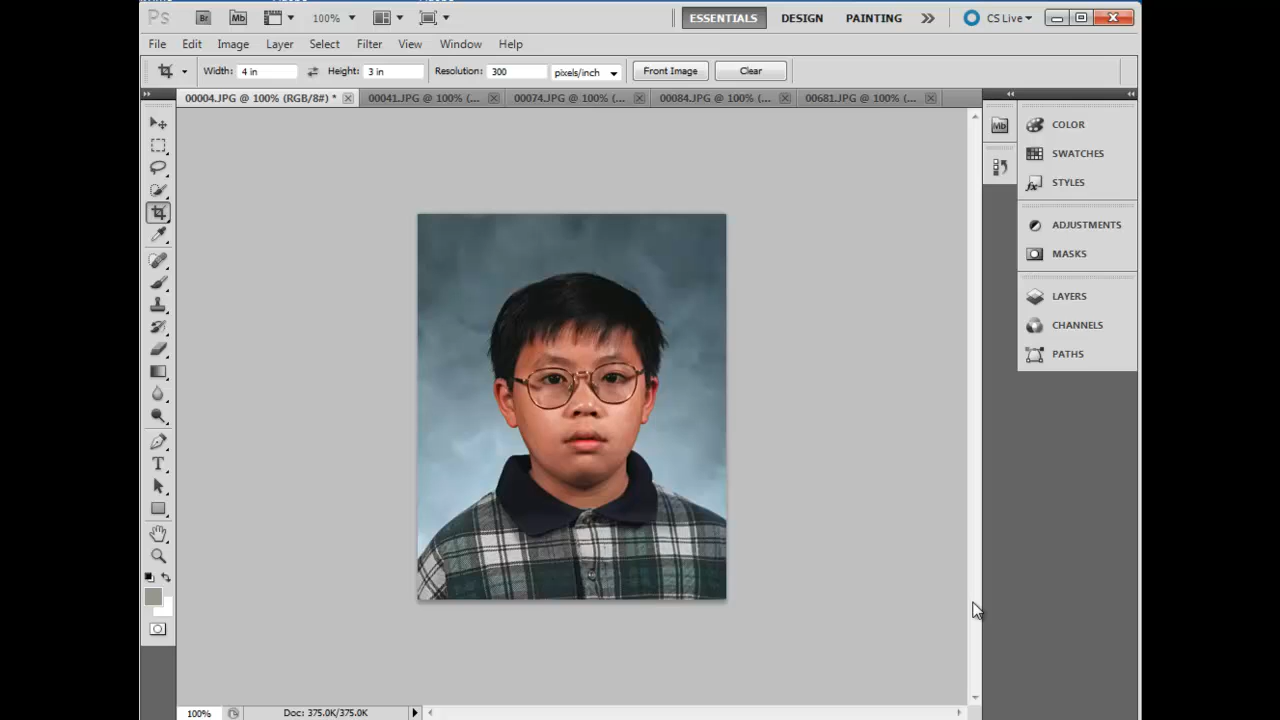 Ps Br Mb 100% ESSENTIALS DESIGN PAINTING CS Live
File Edit Image Layer Select Filter View Window Help
Width: 4 in Height: 3 in Resolution: 300 pixels/inch Front Image Clear
00004.JPG @ 100% (RGB/8#) * 00041.JPG @ 100% (... 00074.JPG @ 100% (... 00084.JPG @ 100% (... 00681.JPG @ 100% (...
Mb COLOR
SWATCHES
STYLES
ADJUSTMENTS
MASKS
LAYERS
CHANNELS
PATHS
T
100% Doc: 375.0K/375.0K